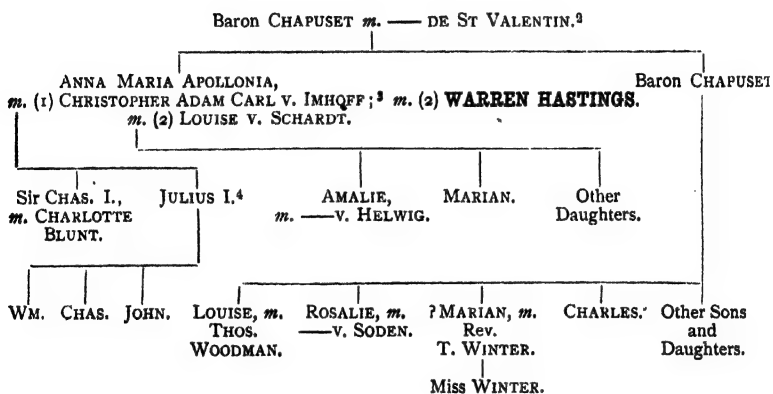 Baron CHAPUSET m. — DE ST VALENTIN.²
ANNA MARIA APOLLONIA,
Baron CHAPUSET
m. (1) CHRISTOPHER ADAM CARL V. IMHOFF;³ m. (2) WARREN HASTINGS.
m. (2) LOUISE V. SCHARDT.
Sir CHAS. I., JULIUS I.⁴ AMALIE, MARIAN. Other
m. CHARLOTTE m. —V. HELWIG. Daughters.
BLUNT.
WM. CHAS. JOHN. LOUISE, m. ROSALIE, m. ?MARIAN, m. CHARLES. Other Sons
THOS. —V. SODEN. Rev. and
WOODMAN. T. WINTER. Daughters.
Miss WINTER.